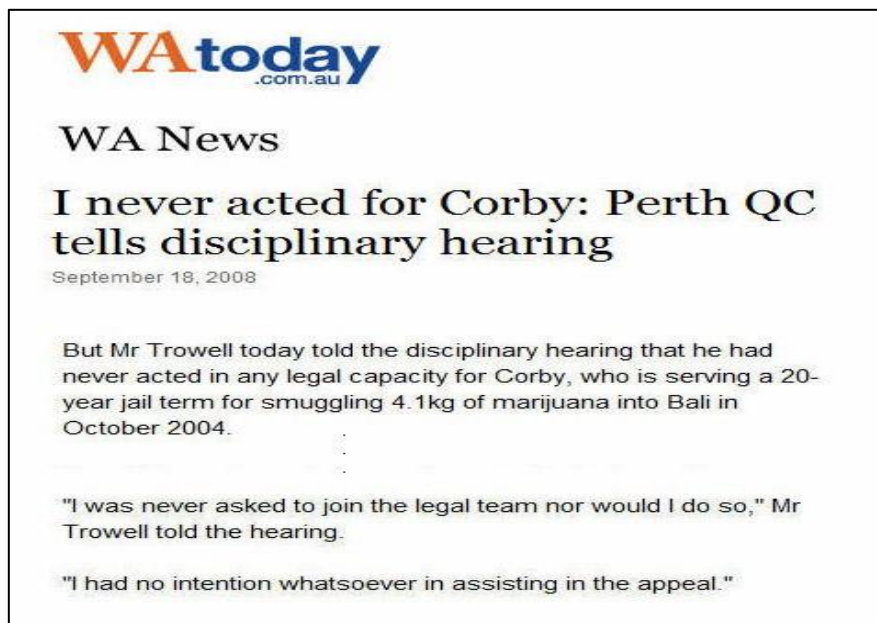 WAtoday
.com.au
WA News
I never acted for Corby: Perth QC
tells disciplinary hearing
September 18, 2008
But Mr Trowell today told the disciplinary hearing that he had
never acted in any legal capacity for Corby, who is serving a 20-
year jail term for smuggling 4.1kg of marijuana into Bali in
October 2004.
"I was never asked to join the legal team nor would I do so," Mr
Trowell told the hearing.
"I had no intention whatsoever in assisting in the appeal."